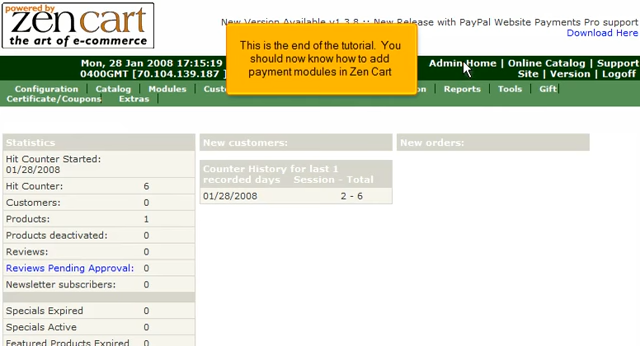 powered by
zen cart
the art of e-commerce
New Version Available v1.3.8 :: New Release with PayPal Website Payments Pro support
Download Here
Mon, 28 Jan 2008 17:15:19
0400GMT [70.104.139.187
Admin Home | Online Catalog | Support
Site | Version | Logoff
This is the end of the tutorial. You
should now know how to add
payment modules in Zen Cart
Configuration | Catalog | Modules | | Reports | Tools | Gift
Certificate/Coupons | Extras
Statistics
Hit Counter Started:
01/28/2008
Hit Counter: 6
Customers: 0
Products: 1
Products deactivated: 0
Reviews: 0
Reviews Pending Approval: 0
Newsletter subscribers: 0
Specials Expired 0
Specials Active 0
Featured Products Expired 0
New customers:
Counter History for last 1
recorded days Session - Total
01/28/2008 2 - 6
New orders: